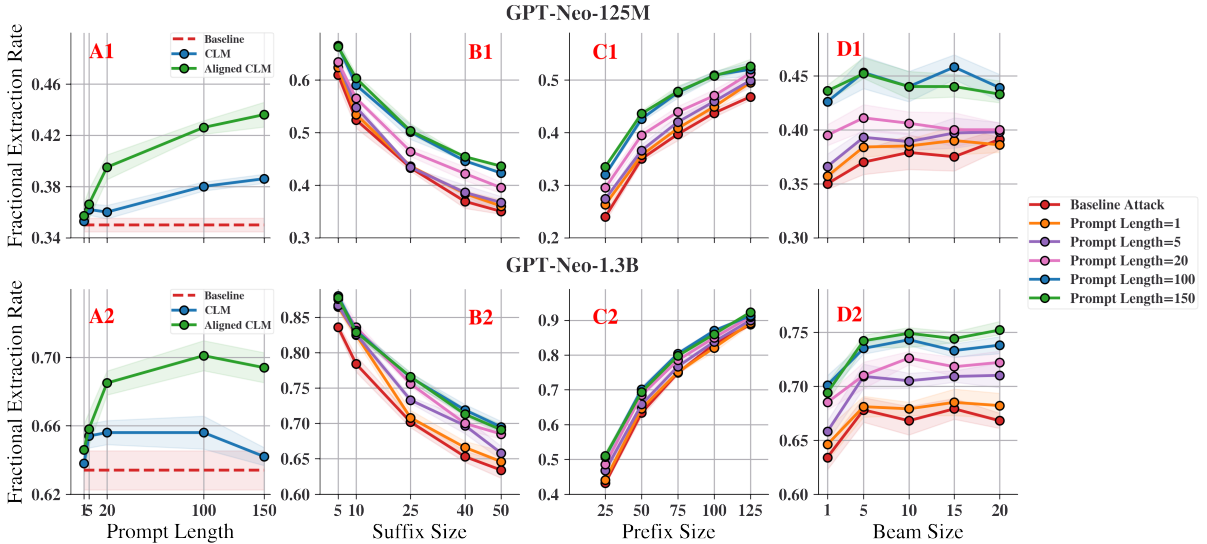 GPT-Neo-125M
Fractional Extraction Rate
A1
Baseline
CLM
Aligned CLM
0.46
0.42
0.38
0.34
B1
0.6
0.5
0.4
0.3
C1
0.5
0.4
0.3
0.2
D1
0.45
0.40
0.35
0.30
Baseline Attack
Prompt Length=1
Prompt Length=5
Prompt Length=20
Prompt Length=100
Prompt Length=150
GPT-Neo-1.3B
Fractional Extraction Rate
A2
Baseline
CLM
Aligned CLM
0.70
0.66
0.62
1 5 20 100 150
Prompt Length
B2
0.85
0.80
0.75
0.70
0.65
0.60
5 10 25 40 50
Suffix Size
C2
0.9
0.8
0.7
0.6
0.5
0.4
25 50 75 100 125
Prefix Size
D2
0.75
0.70
0.65
0.60
1 5 10 15 20
Beam Size